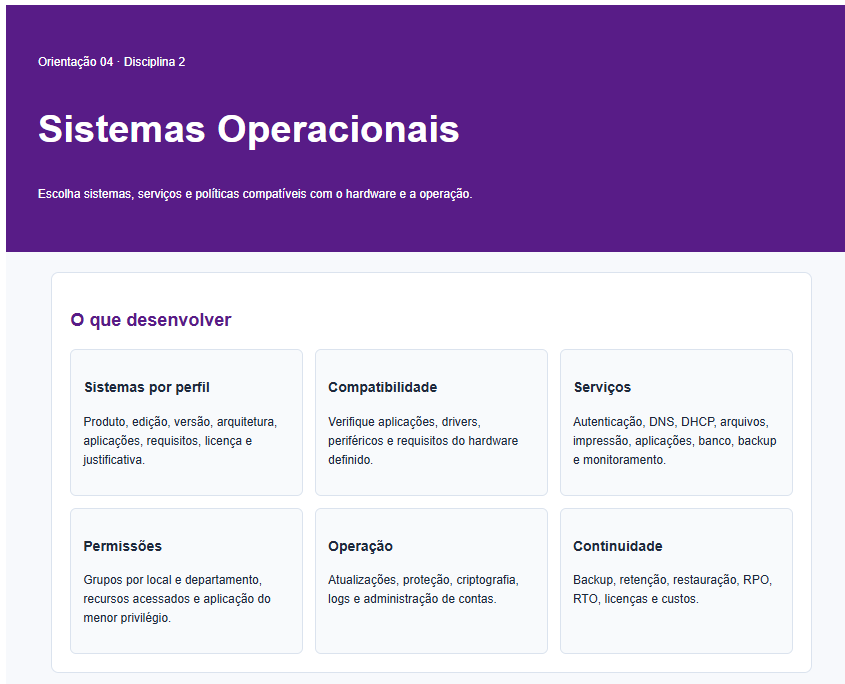 Orientação 04 · Disciplina 2
Sistemas Operacionais
Escolha sistemas, serviços e políticas compatíveis com o hardware e a operação.
O que desenvolver
Sistemas por perfil
Produto, edição, versão, arquitetura,
aplicações, requisitos, licença e
justificativa.
Compatibilidade
Verifique aplicações, drivers,
periféricos e requisitos do hardware
definido.
Serviços
Autenticação, DNS, DHCP, arquivos,
impressão, aplicações, banco, backup
e monitoramento.
Permissões
Grupos por local e departamento,
recursos acessados e aplicação do
menor privilégio.
Operação
Atualizações, proteção, criptografia,
logs e administração de contas.
Continuidade
Backup, retenção, restauração, RPO,
RTO, licenças e custos.